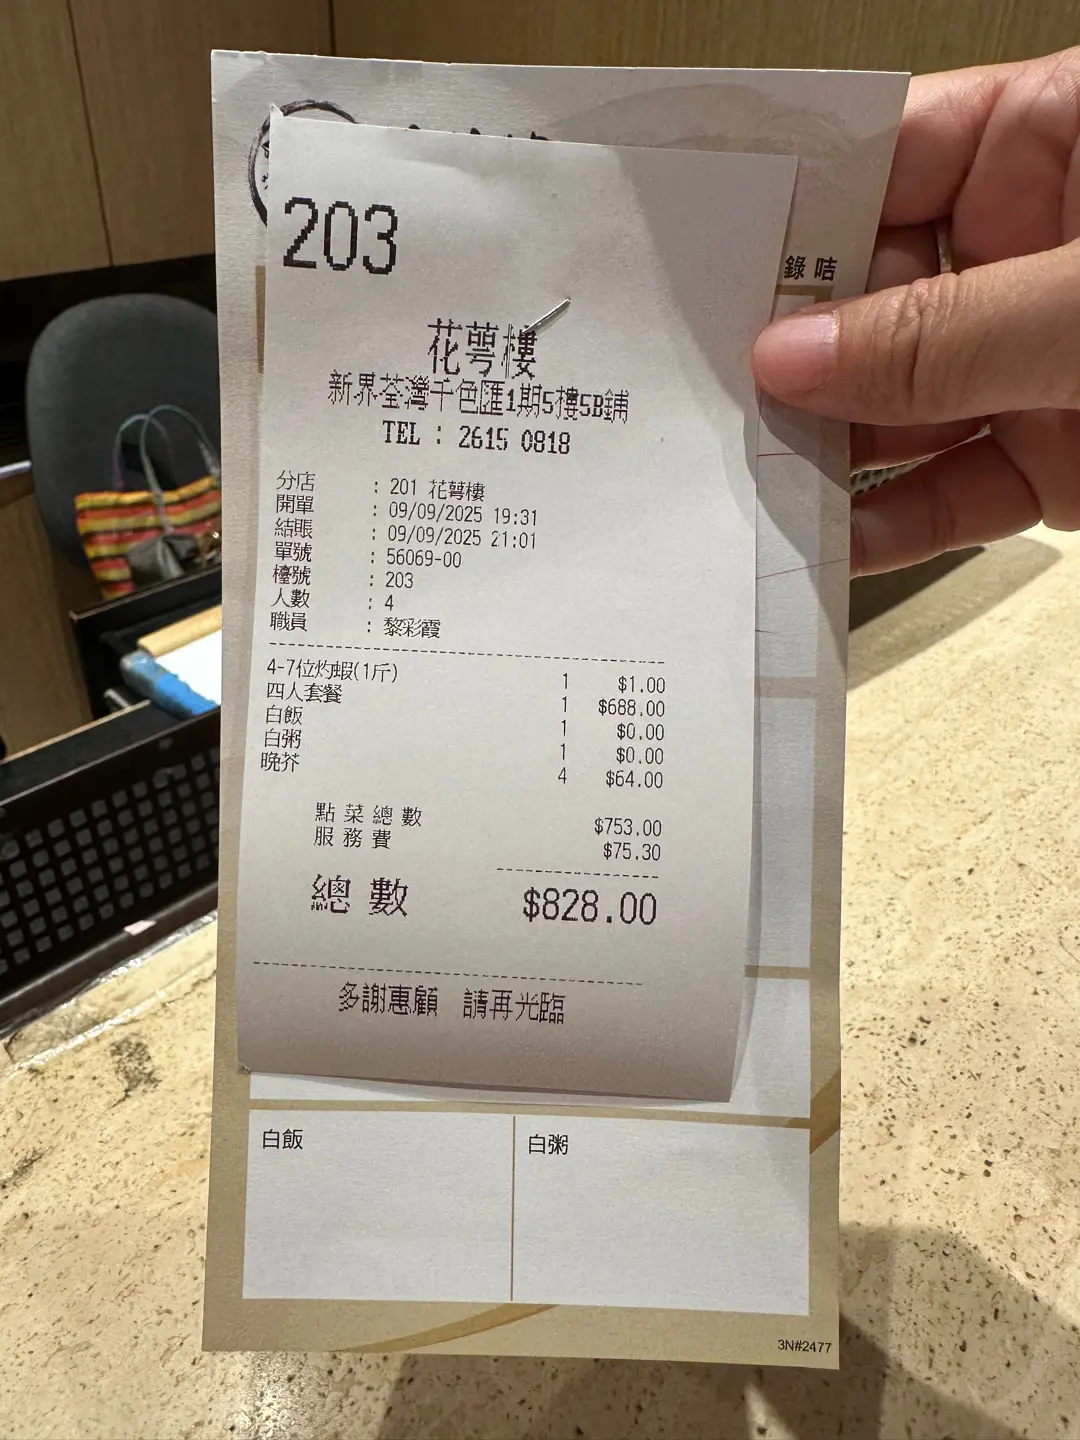 203
錄咭
花萼樓
新界荃灣千色匯1期5樓5B鋪
TEL : 2615 0818
分店 : 201 花萼樓
開單 : 09/09/2025 19:31
結賬 : 09/09/2025 21:01
單號 : 56069-00
檯號 : 203
人數 : 4
職員 : 黎彩霞
4-7位灼蝦(1斤) 1 $1.00
四人套餐 1 $688.00
白飯 1 $0.00
白粥 1 $0.00
晚芥 4 $64.00
點菜總數 $753.00
服務費 $75.30
總數 $828.00
多謝惠顧 請再光臨
白飯 白粥
3N#2477